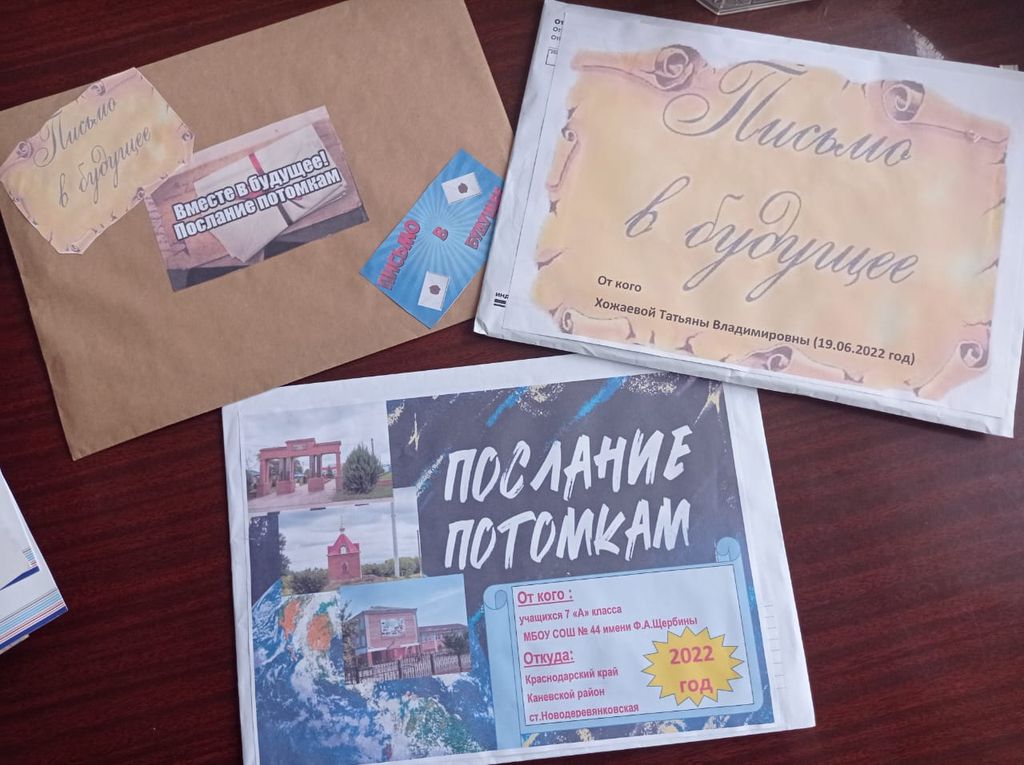 Письмо
в будущее
Вместе в будущее!
Послание потомкам
ПИСЬМО
В
БУДУЩЕЕ
Письмо
в будущее
От кого
Хожаевой Татьяны Владимировны (19.06.2022 год)
ПОСЛАНИЕ
ПОТОМКАМ
От кого :
учащихся 7 «А» класса
МБОУ СОШ № 44 имени Ф.А.Щербины
Откуда:
Краснодарский край
Каневской район
ст.Новодеревянковская
2022
год